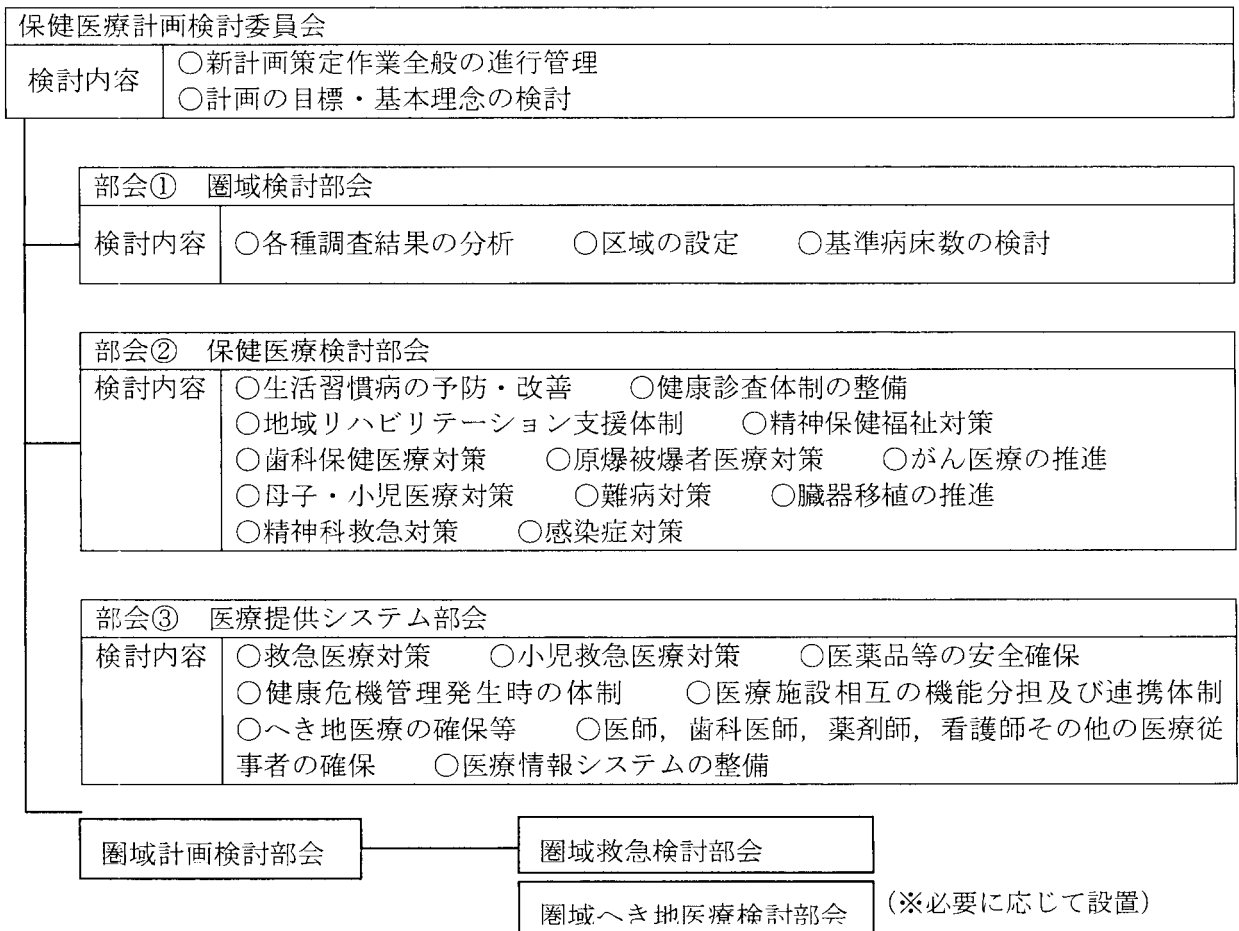 保健医療計画検討委員会
検討内容
○新計画策定作業全般の進行管理
○計画の目標・基本理念の検討
部会① 圏域検討部会
検討内容 ○各種調査結果の分析 ○区域の設定 ○基準病床数の検討
部会② 保健医療検討部会
検討内容 ○生活習慣病の予防・改善 ○健康診査体制の整備
○地域リハビリテーション支援体制 ○精神保健福祉対策
○歯科保健医療対策 ○原爆被爆者医療対策 ○がん医療の推進
○母子・小児医療対策 ○難病対策 ○臓器移植の推進
○精神科救急対策 ○感染症対策
部会③ 医療提供システム部会
検討内容 ○救急医療対策 ○小児救急医療対策 ○医薬品等の安全確保
○健康危機管理発生時の体制 ○医療施設相互の機能分担及び連携体制
○へき地医療の確保等 ○医師，歯科医師，薬剤師，看護師その他の医療従
事者の確保 ○医療情報システムの整備
圏域計画検討部会 圏域救急検討部会
圏域へき地医療検討部会 （※必要に応じて設置）